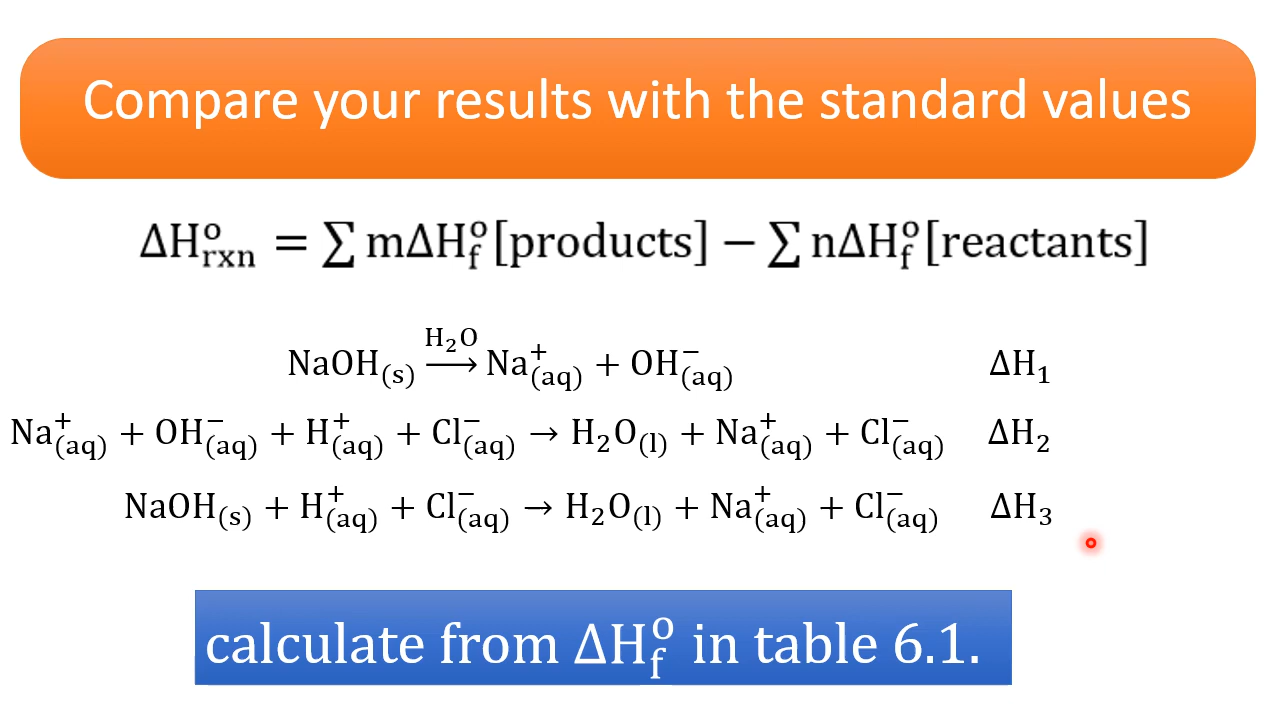 Compare your results with the standard values
ΔH°rxn = ∑ mΔH°f[products] − ∑ nΔH°f[reactants]
NaOH(s) —H₂O→ Na⁺(aq) + OH⁻(aq) ΔH₁
Na⁺(aq) + OH⁻(aq) + H⁺(aq) + Cl⁻(aq) → H₂O(l) + Na⁺(aq) + Cl⁻(aq) ΔH₂
NaOH(s) + H⁺(aq) + Cl⁻(aq) → H₂O(l) + Na⁺(aq) + Cl⁻(aq) ΔH₃
calculate from ΔH°f in table 6.1.